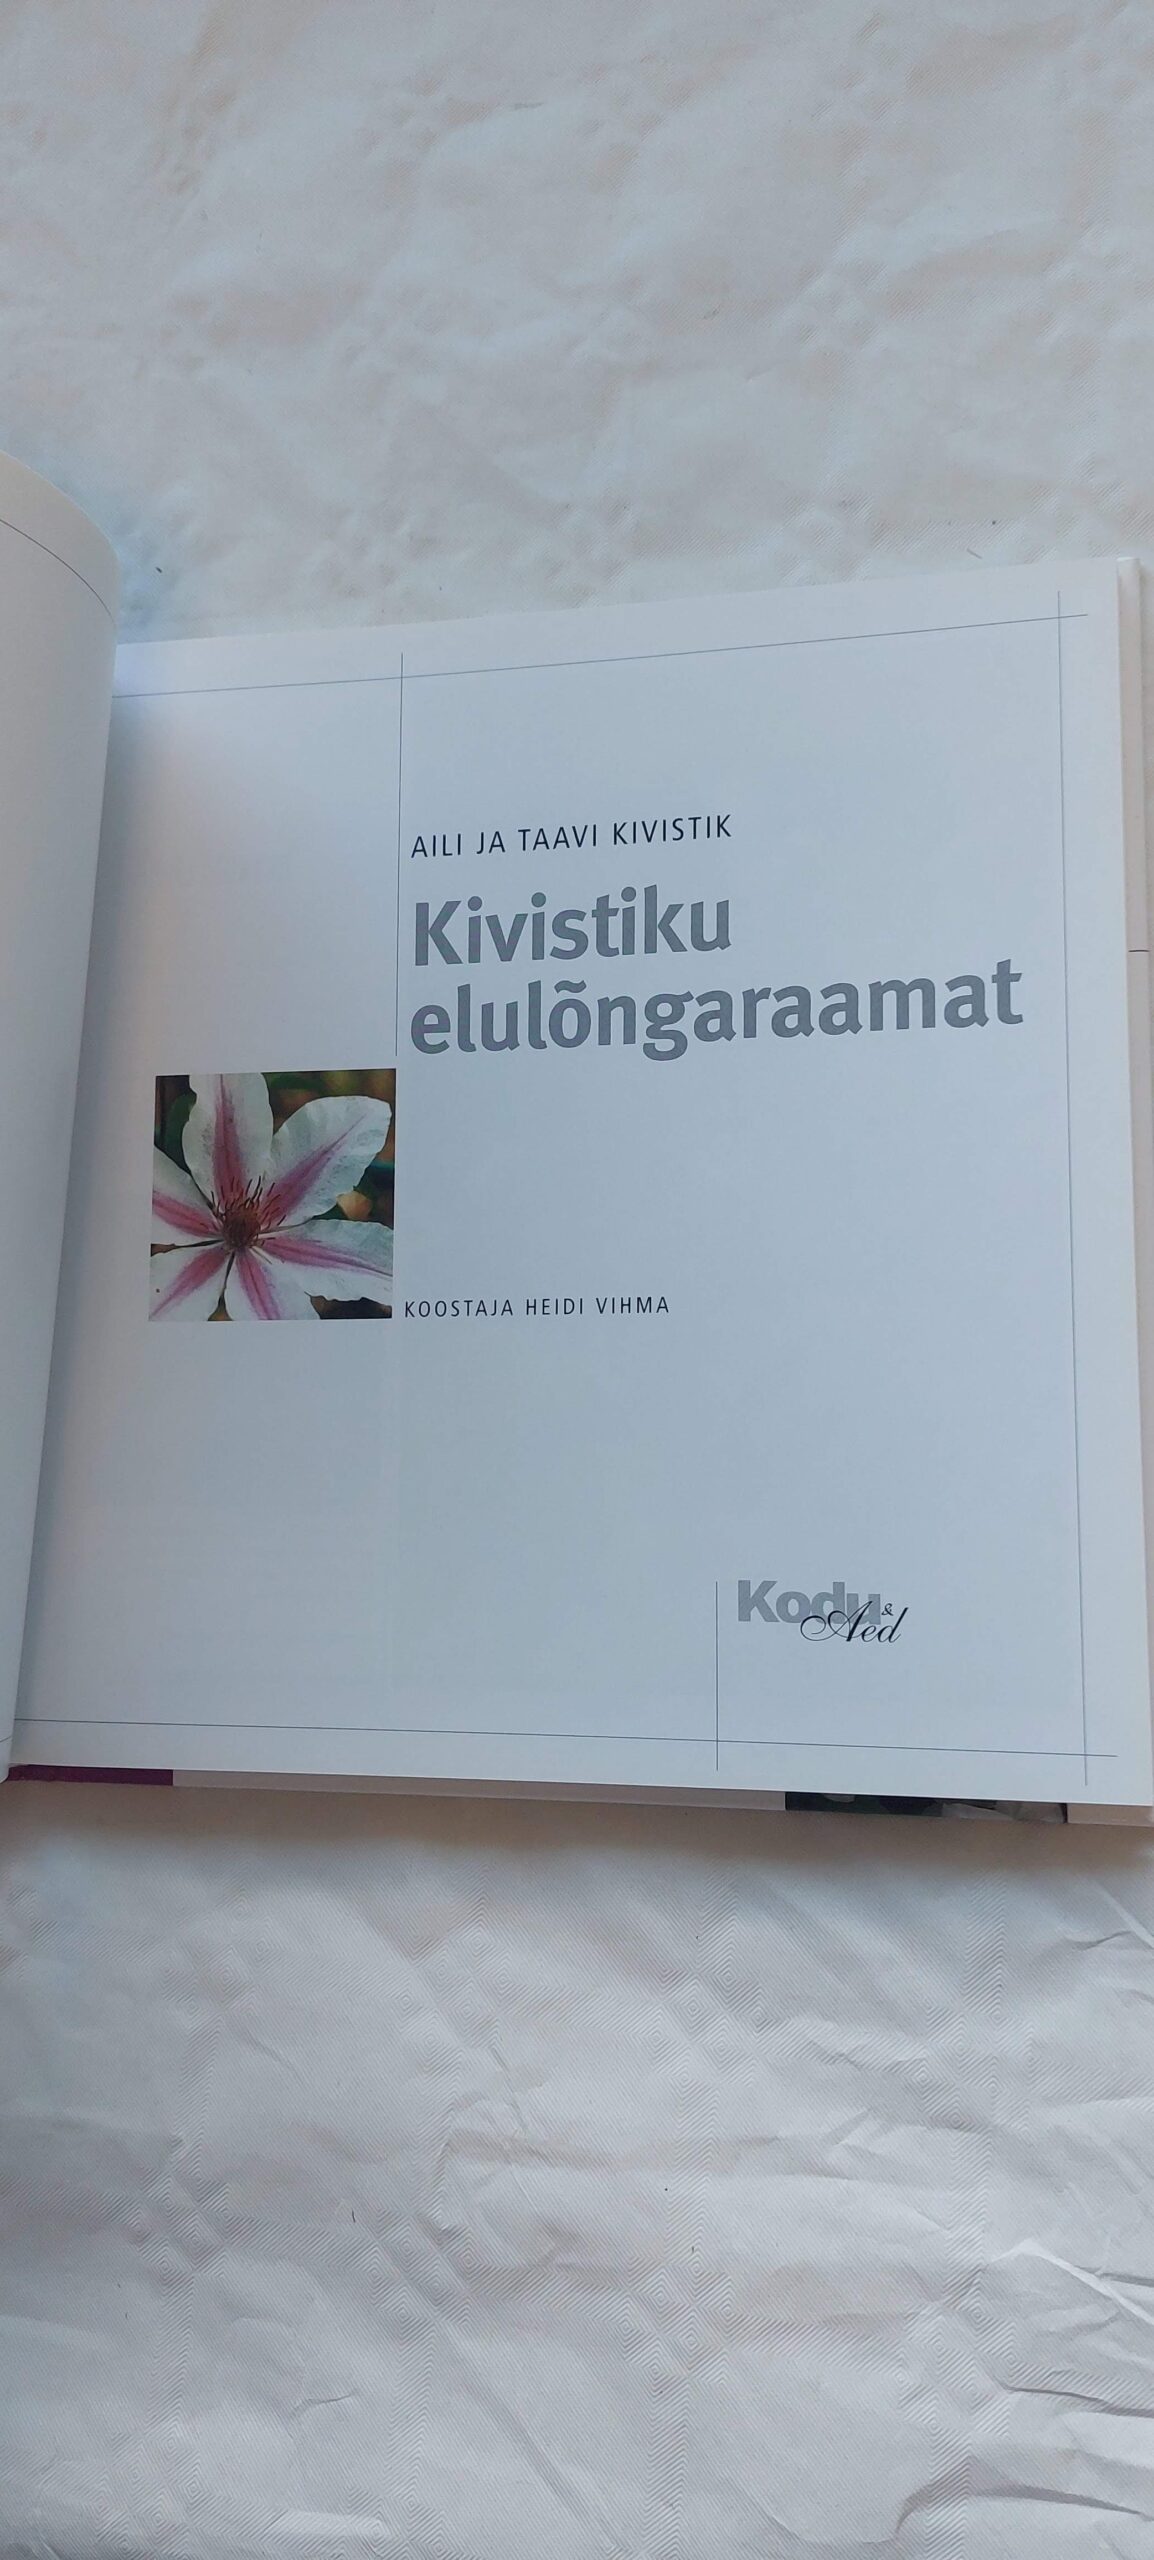 AILI JA TAAVI KIVISTIK
Kivistiku
elulõngaraamat
KOOSTAJA HEIDI VIHMA
Kodu
& Aed